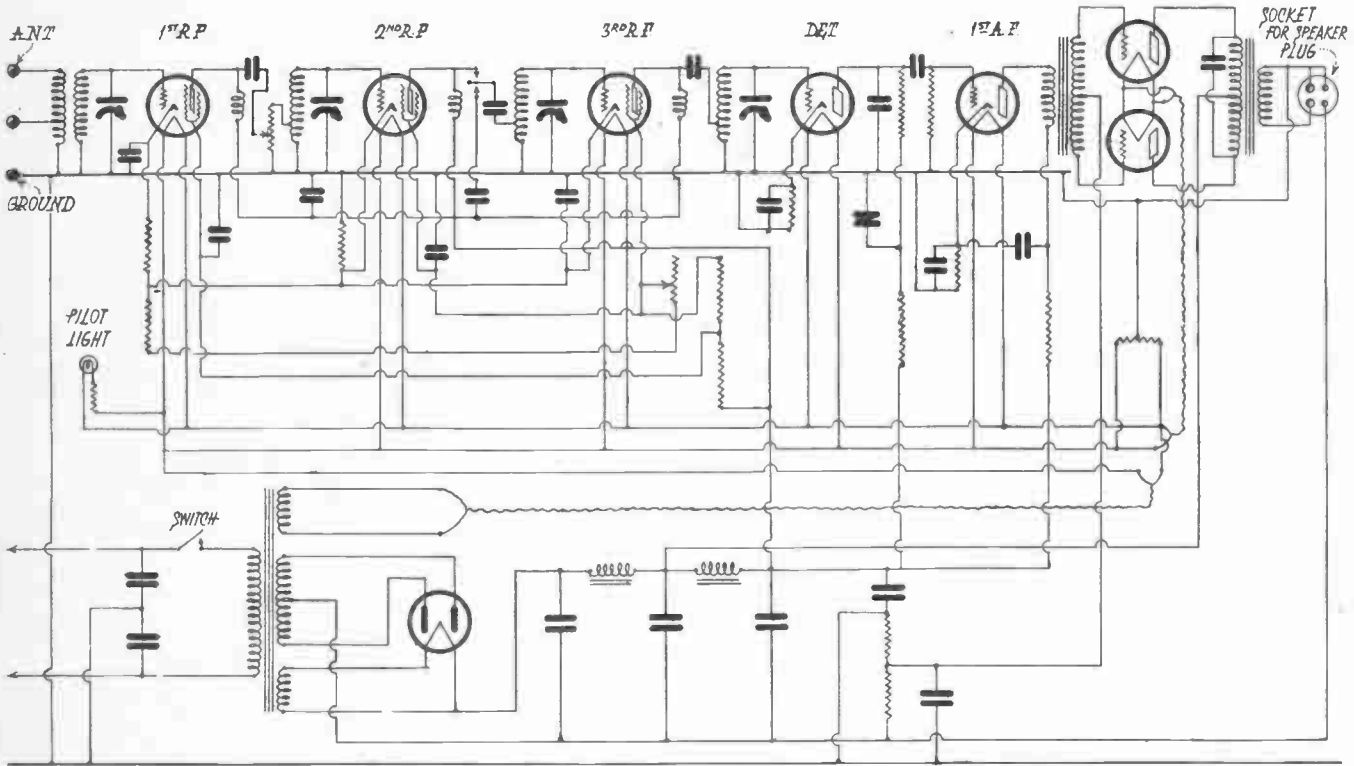 ANT
1ST R.F.
2ND R.F.
3RD R.F.
DET
1ST A.F.
SOCKET
FOR SPEAKER
PLUG
GROUND
PILOT
LIGHT
SWITCH